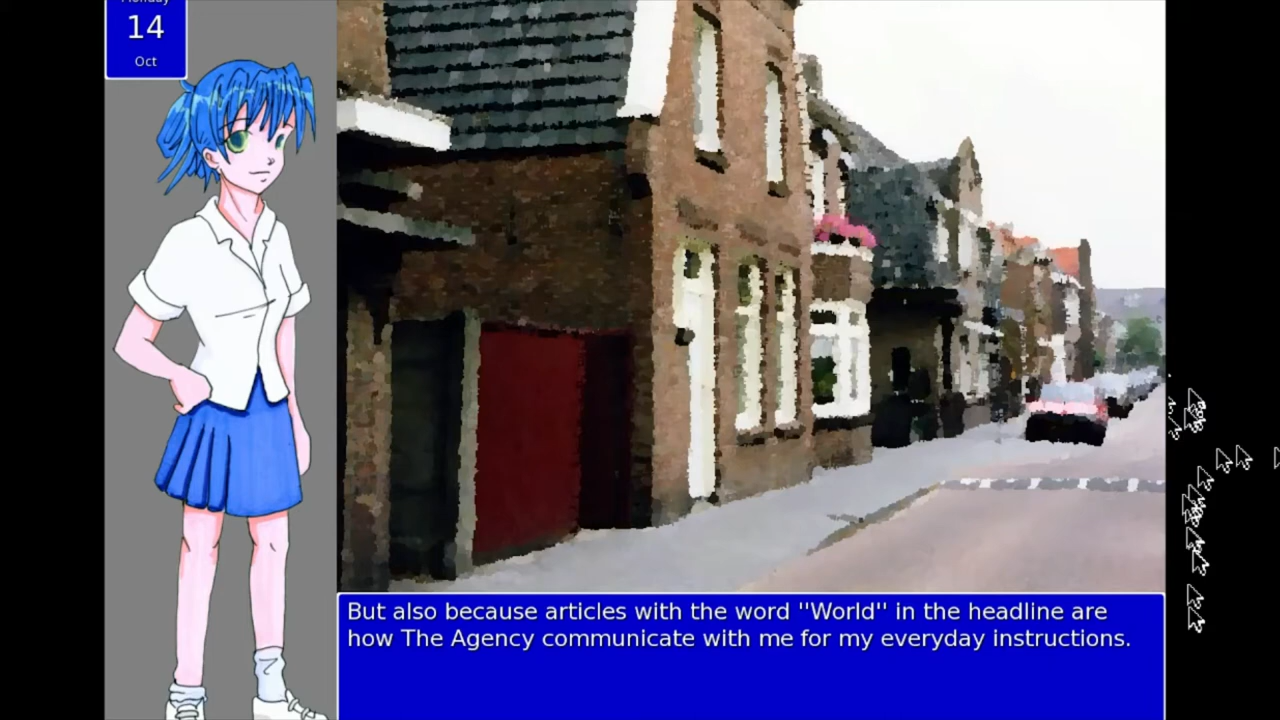 Monday
14
Oct
But also because articles with the word "World" in the headline are
how The Agency communicate with me for my everyday instructions.